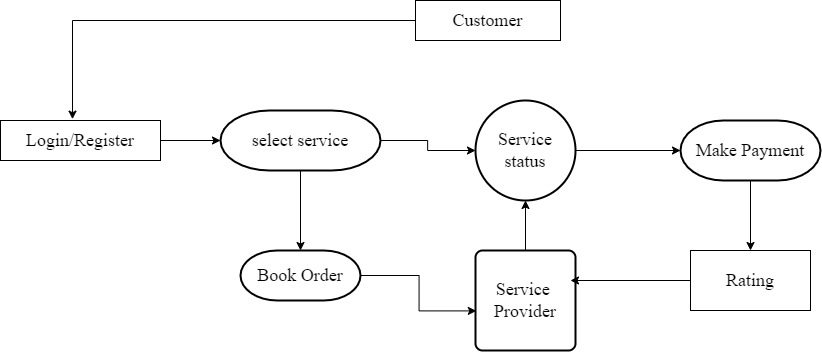 Customer
Login/Register
select service
Service
status
Make Payment
Book Order
Service
Provider
Rating